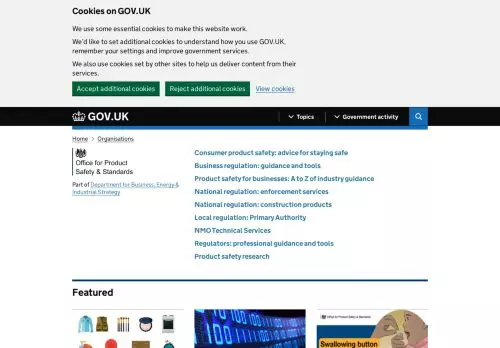 Cookies on GOV.UK
We use some essential cookies to make this website work.
We'd like to set additional cookies to understand how you use GOV.UK,
remember your settings and improve government services.
We also use cookies set by other sites to help us deliver content from their
services.
Accept additional cookies
Reject additional cookies
View cookies
GOV.UK
Topics
Government activity
Home > Organisations
Office for Product
Safety & Standards
Part of Department for Business, Energy &
Industrial Strategy
Consumer product safety: advice for staying safe
Business regulation: guidance and tools
Product safety for businesses: A to Z of industry guidance
National regulation: enforcement services
National regulation: construction products
Local regulation: Primary Authority
NMO Technical Services
Regulators: professional guidance and tools
Product safety research
Featured
Office for Product Safety & Standards
Swallowing button